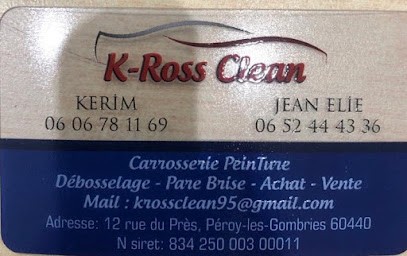 K-Ross Clean
KERİM JEAN ELİE
06 06 78 11 69 06 52 44 43 36
Carrosserie PeinTure
Débosselage - Pare Brise - Achat - Vente
Mail : krossclean95@gmail.com
Adresse: 12 rue du Près, Péroy-les-Gombries 60440
N siret: 834 250 003 00011